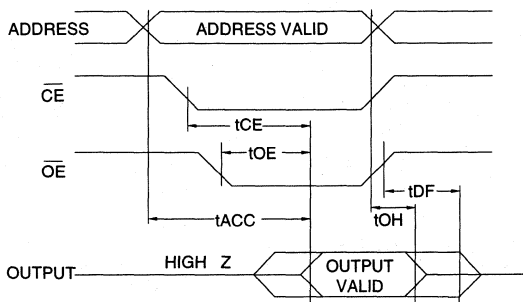 ADDRESS
ADDRESS VALID
CE
tCE
OE
tOE
tDF
tACC
tOH
OUTPUT
HIGH Z
OUTPUT
VALID